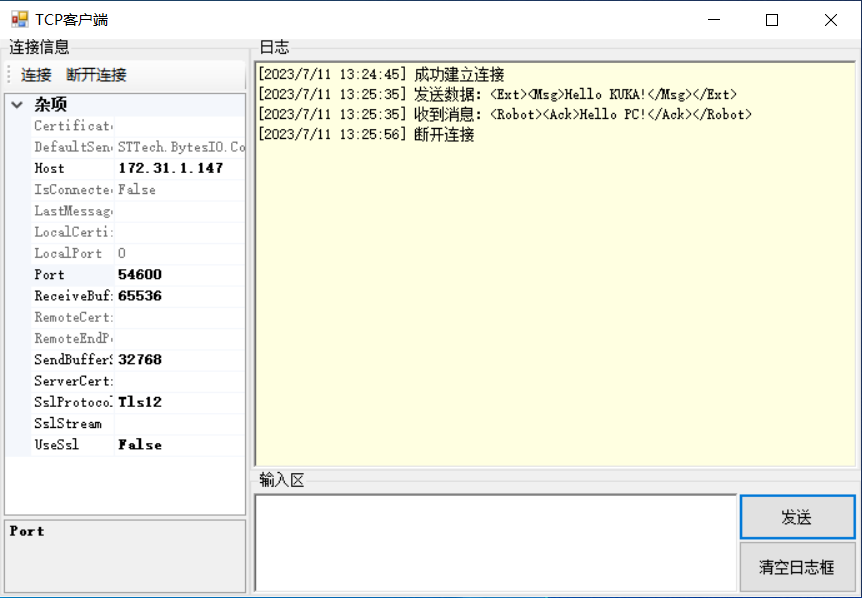 TCP客户端
连接信息
连接 断开连接
杂项
Certificat
DefaultSen STTech.BytesIO.Co
Host 172.31.1.147
IsConnecte False
LastMessag
LocalCerti
LocalPort 0
Port 54600
ReceiveBuf 65536
RemoteCert
RemoteEndP
SendBufferS 32768
ServerCert
SslProtocol Tls12
SslStream
UseSsl False
Port
日志
[2023/7/11 13:24:45] 成功建立连接
[2023/7/11 13:25:35] 发送数据: <Ext><Msg>Hello KUKA!</Msg></Ext>
[2023/7/11 13:25:35] 收到消息: <Robot><Ack>Hello PC!</Ack></Robot>
[2023/7/11 13:25:56] 断开连接
输入区
发送
清空日志框